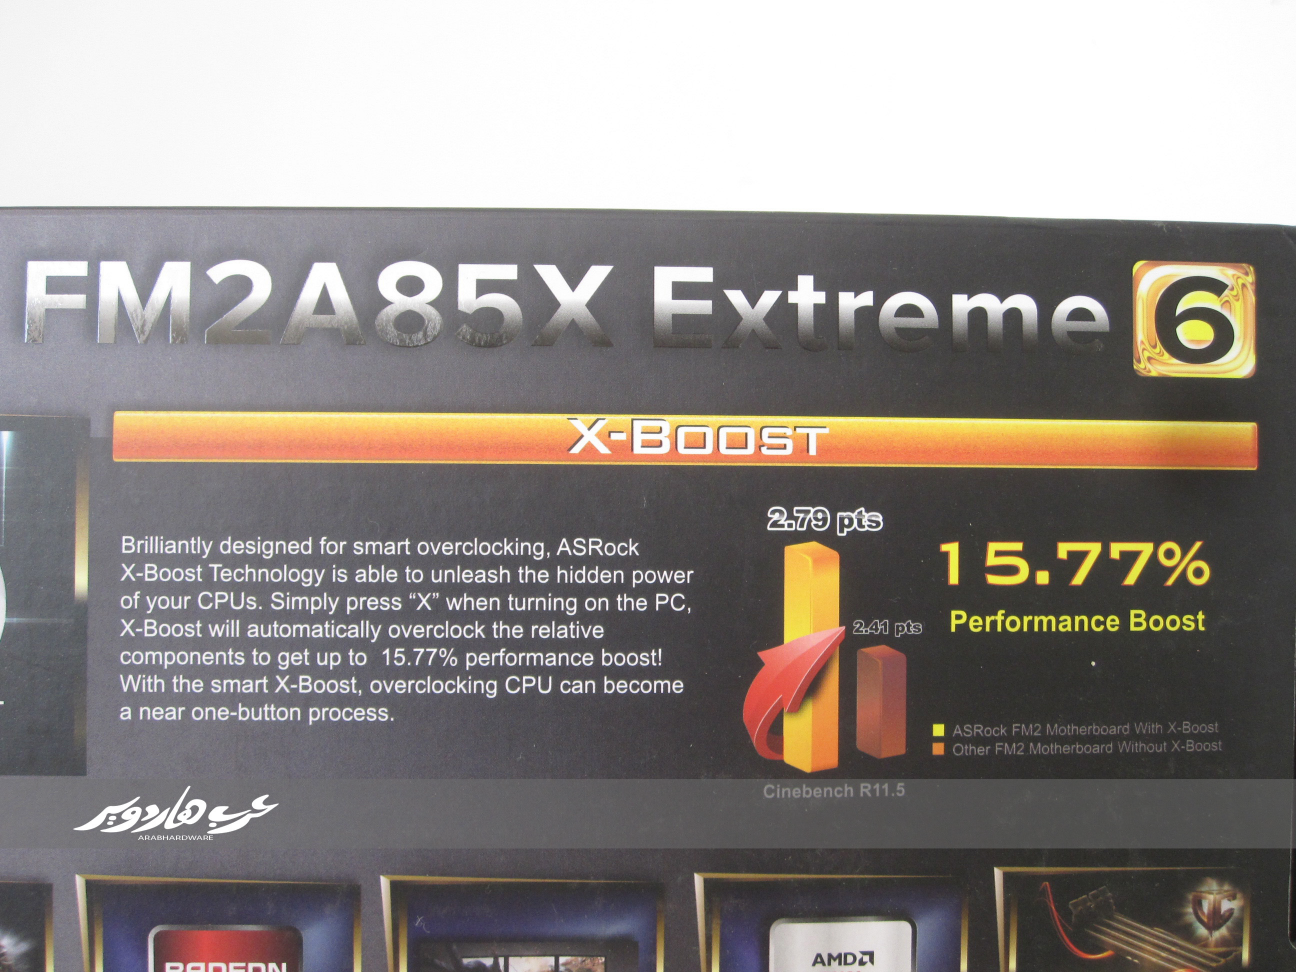 FM2A85X Extreme 6
X-BOOST
Brilliantly designed for smart overclocking, ASRock
X-Boost Technology is able to unleash the hidden power
of your CPUs. Simply press “X” when turning on the PC,
X-Boost will automatically overclock the relative
components to get up to 15.77% performance boost!
With the smart X-Boost, overclocking CPU can become
a near one-button process.
2.79 pts
2.41 pts
Cinebench R11.5
15.77%
Performance Boost
ASRock FM2 Motherboard With X-Boost
Other FM2 Motherboard Without X-Boost
عرب هاردوير
ARABHARDWARE
RADEON
AMD